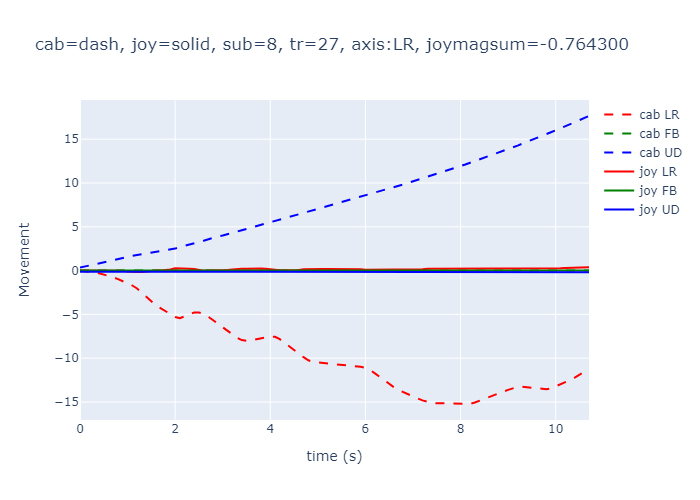 cab=dash, joy=solid, sub=8, tr=27, axis:LR, joymagsum=-0.764300
Movement
15
10
5
0
−5
−10
−15
0 2 4 6 8 10
time (s)
cab LR
cab FB
cab UD
joy LR
joy FB
joy UD